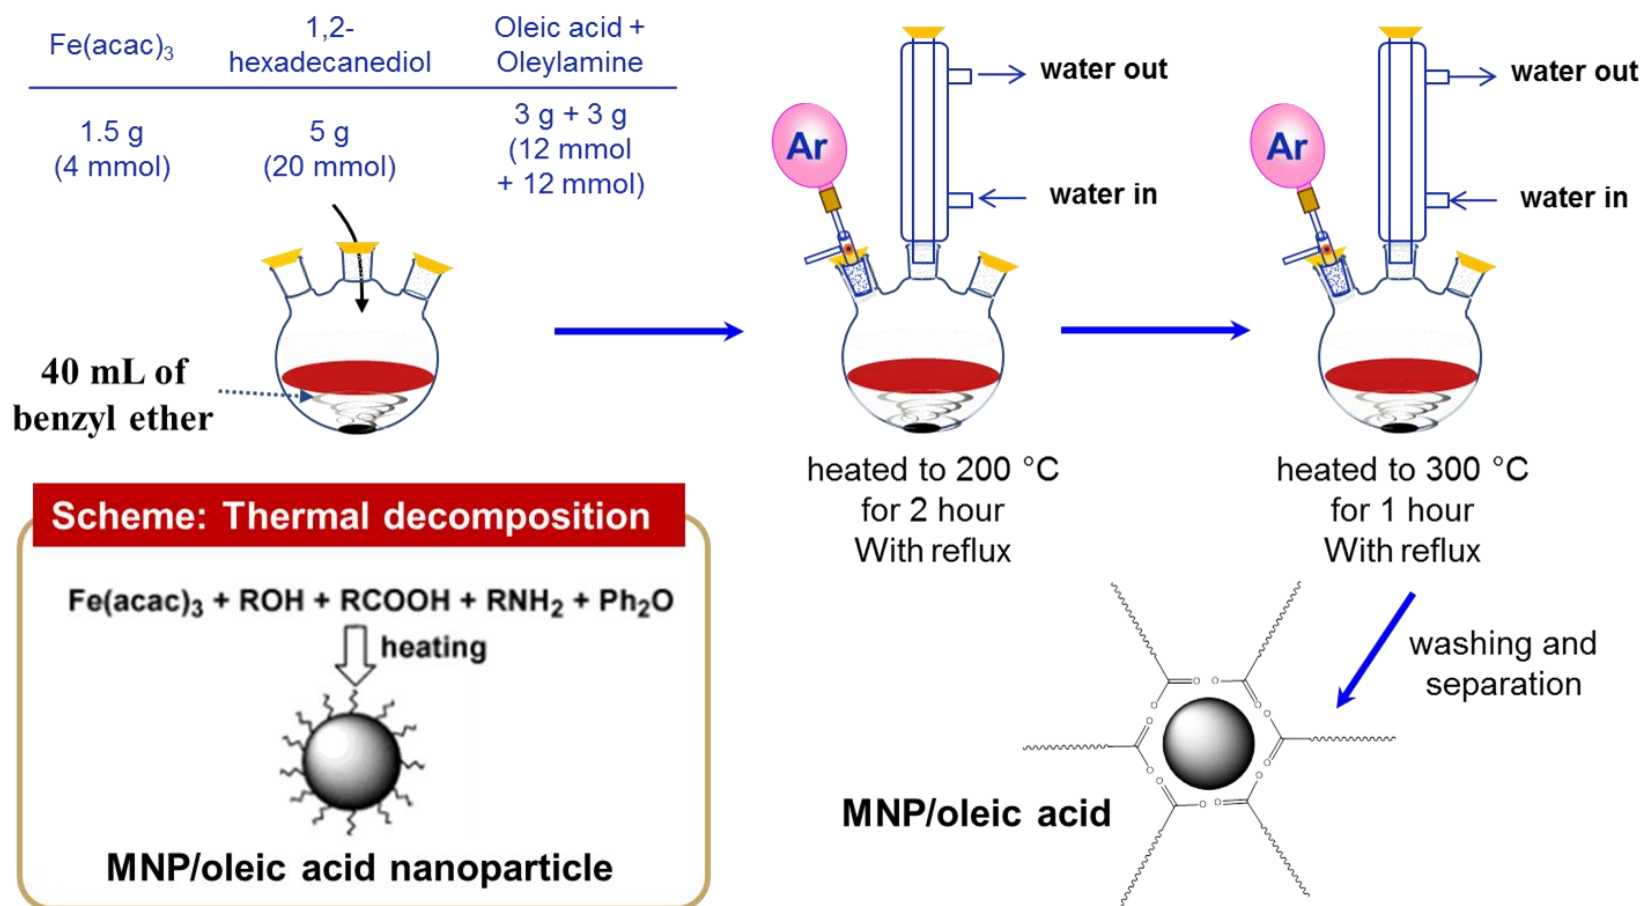 Fe(acac)₃
1,2-
hexadecanediol
Oleic acid +
Oleylamine
1.5 g
(4 mmol)
5 g
(20 mmol)
3 g + 3 g
(12 mmol
+ 12 mmol)
40 mL of
benzyl ether
Ar
water out
water in
heated to 200 °C
for 2 hour
With reflux
Ar
water out
water in
heated to 300 °C
for 1 hour
With reflux
washing and
separation
Scheme: Thermal decomposition
Fe(acac)₃ + ROH + RCOOH + RNH₂ + Ph₂O
heating
MNP/oleic acid nanoparticle
O
O
O
O
O
O
O
O
O
O
O
O
MNP/oleic acid